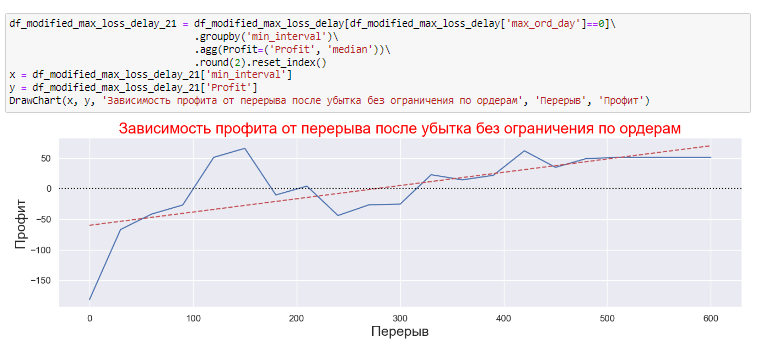 df_modified_max_loss_delay_21 = df_modified_max_loss_delay[df_modified_max_loss_delay['max_ord_day']==0]\
.groupby('min_interval')\
.agg(Profit=('Profit', 'median'))\
.round(2).reset_index()
x = df_modified_max_loss_delay_21['min_interval']
y = df_modified_max_loss_delay_21['Profit']
DrawChart(x, y, 'Зависимость профита от перерыва после убытка без ограничения по ордерам', 'Перерыв', 'Профит')
Зависимость профита от перерыва после убытка без ограничения по ордерам
Профит
50
0
−50
−100
−150
0 100 200 300 400 500 600
Перерыв